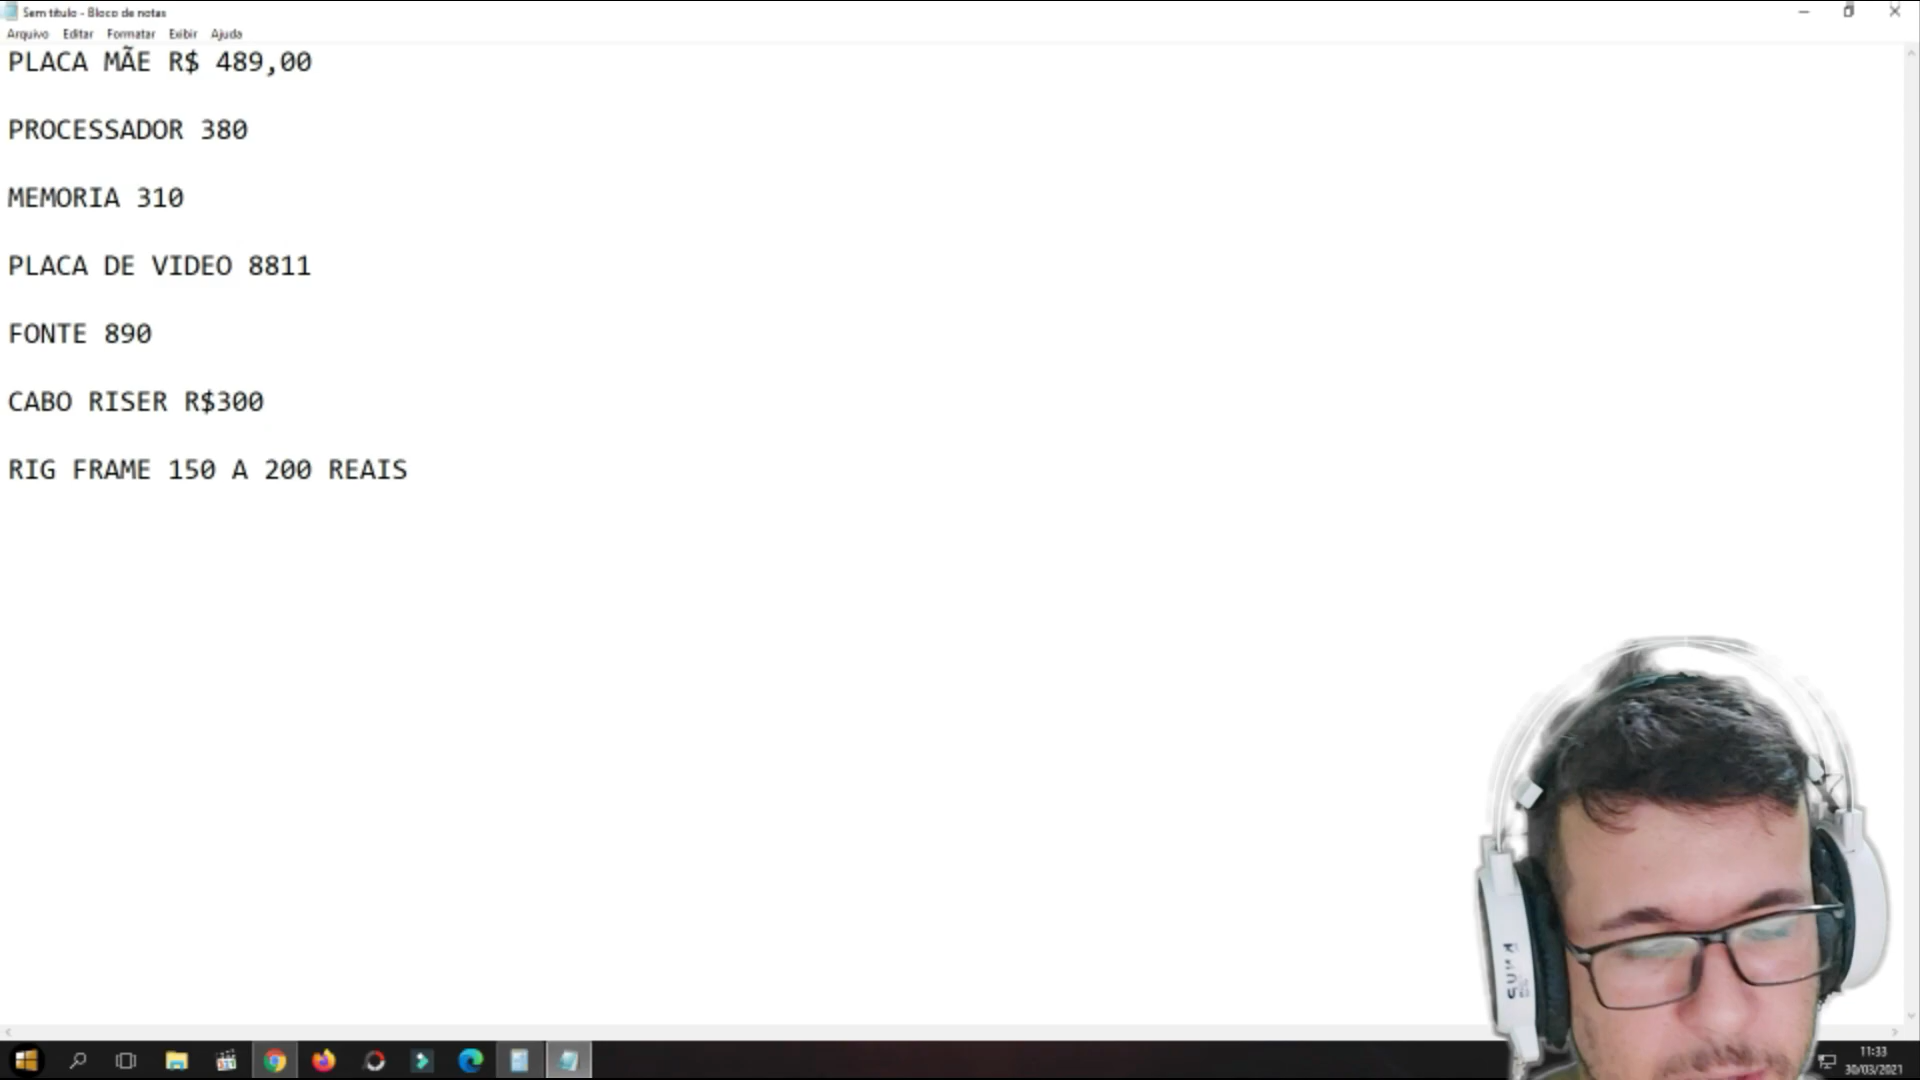 Sem título - Bloco de notas
Arquivo Editar Formatar Exibir Ajuda
PLACA MÃE R$ 489,00
PROCESSADOR 380
MEMORIA 310
PLACA DE VIDEO 8811
FONTE 890
CABO RISER R$300
RIG FRAME 150 A 200 REAIS
11:33
30/03/2021